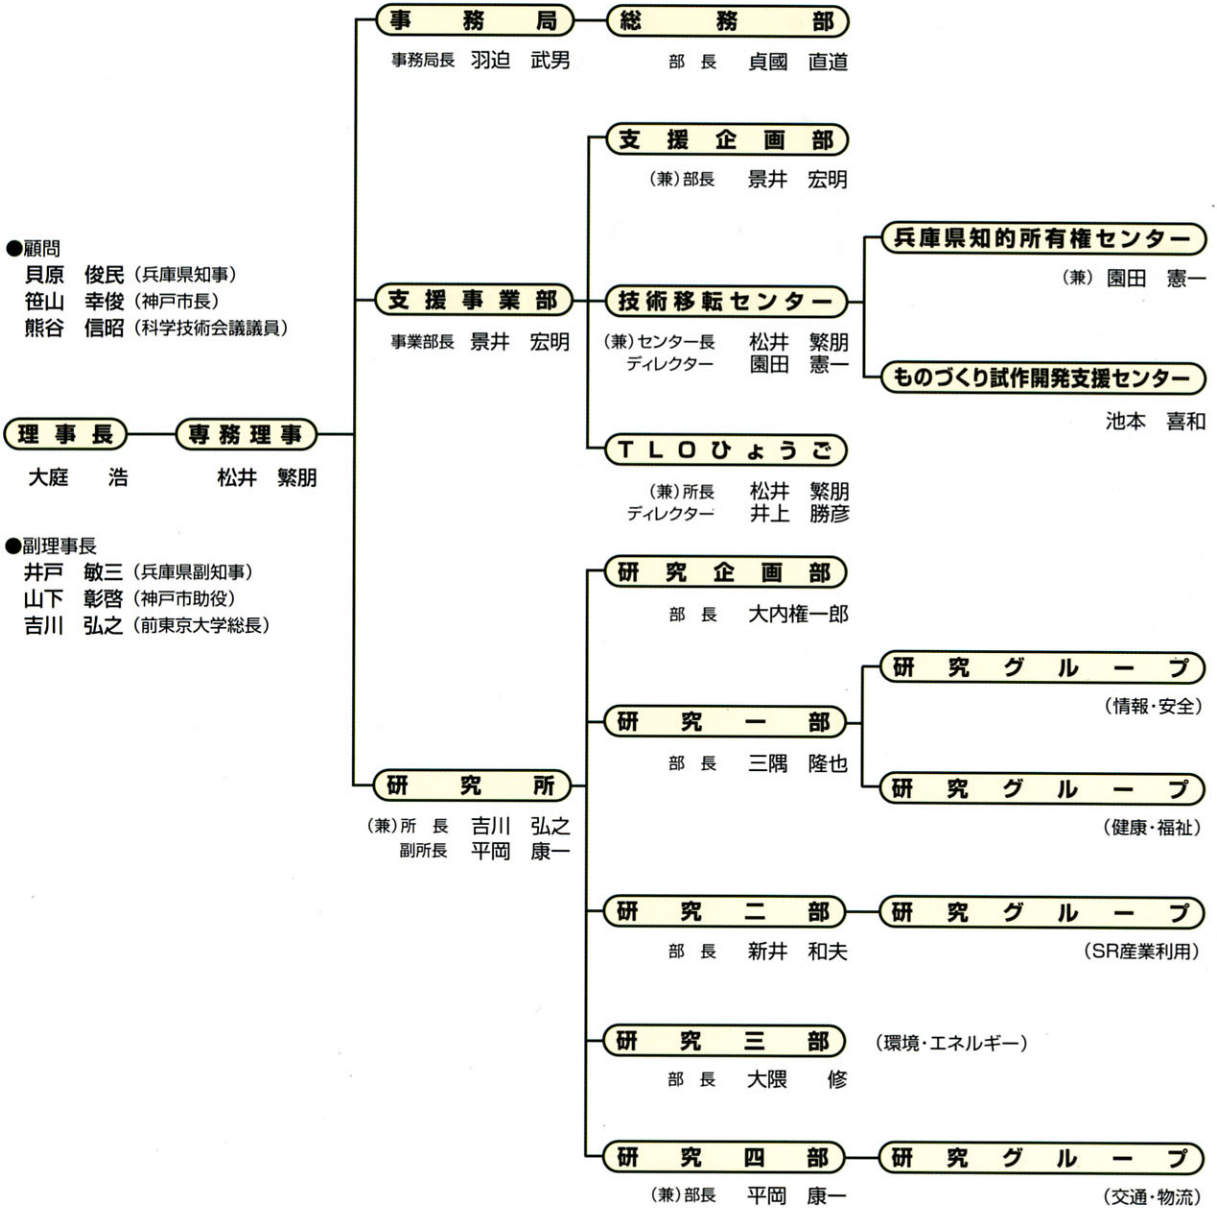 事務局
事務局長 羽迫 武男
総務部
部長 貞國 直道
支援企画部
(兼)部長 景井 宏明
●顧問
貝原 俊民(兵庫県知事)
笹山 幸俊(神戸市長)
熊谷 信昭(科学技術会議議員)
支援事業部
事業部長 景井 宏明
技術移転センター
(兼)センター長 松井 繁朋
ディレクター 園田 憲一
兵庫県知的所有権センター
(兼)園田 憲一
ものづくり試作開発支援センター
池本 喜和
理事長
大庭 浩
専務理事
松井 繁朋
TLOひょうご
(兼)所長 松井 繁朋
ディレクター 井上 勝彦
●副理事長
井戸 敏三(兵庫県副知事)
山下 彰啓(神戸市助役)
吉川 弘之(前東京大学総長)
研究所
(兼)所長 吉川 弘之
副所長 平岡 康一
研究企画部
部長 大内権一郎
研究一部
部長 三隅 隆也
研究グループ
(情報・安全)
研究グループ
(健康・福祉)
研究二部
部長 新井 和夫
研究グループ
(SR産業利用)
研究三部 (環境・エネルギー)
部長 大隈 修
研究四部
(兼)部長 平岡 康一
研究グループ
(交通・物流)